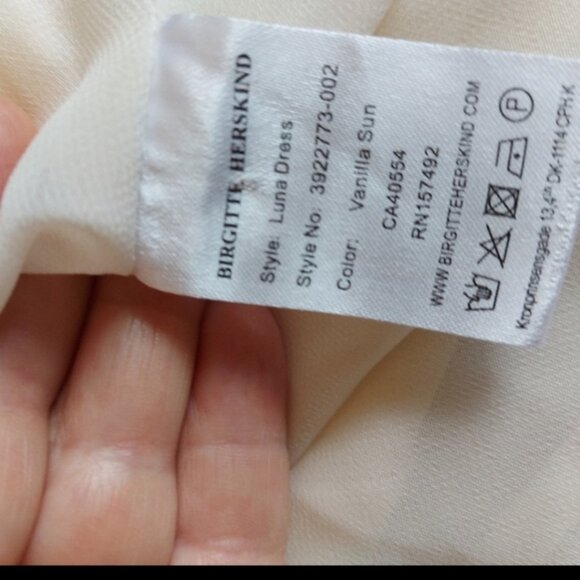 BIRGITTE HERSKIND
Style: Luna Dress
Style No: 3922773-002
Color: Vanilla Sun
CA40554
RN157492
WWW.BIRGITTEHERSKIND.COM
P
Kronprinsensgade 13,4th DK-1114 CPH K